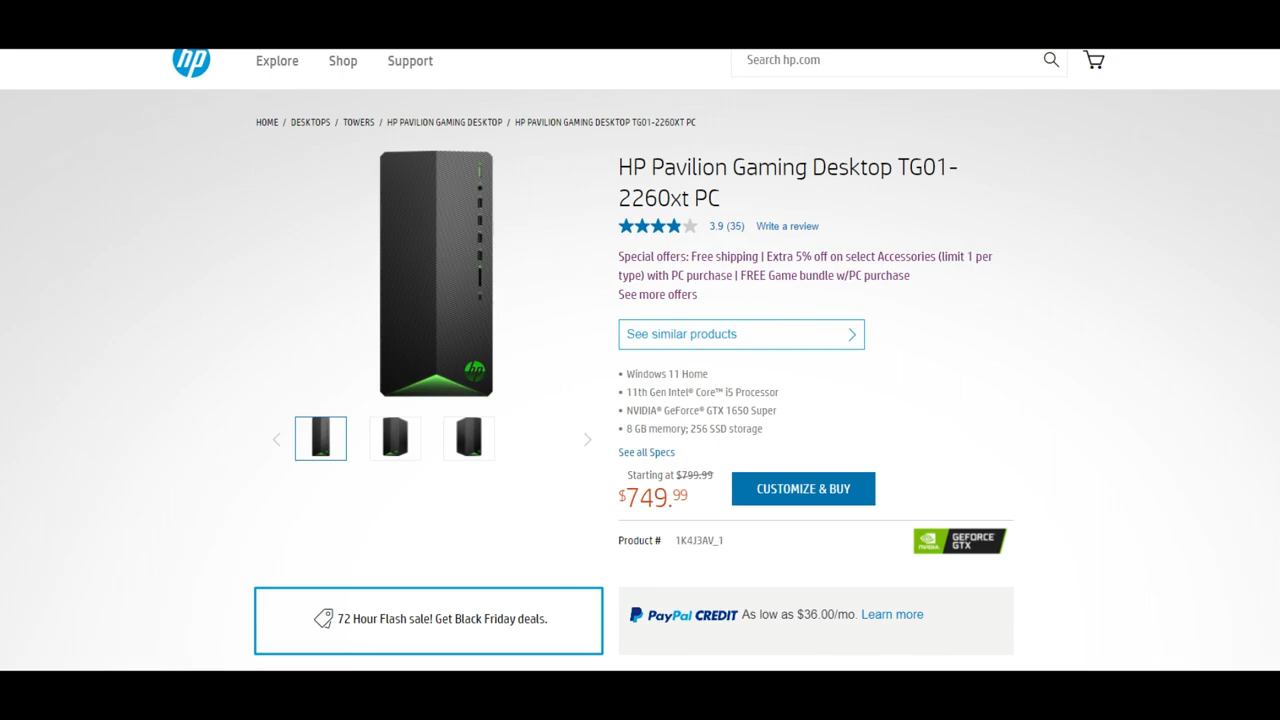 hp
Explore Shop Support
Search hp.com
HOME / DESKTOPS / TOWERS / HP PAVILION GAMING DESKTOP / HP PAVILION GAMING DESKTOP TG01-2260XT PC
hp
HP Pavilion Gaming Desktop TG01-
2260xt PC
3.9 (35) Write a review
Special offers: Free shipping | Extra 5% off on select Accessories (limit 1 per
type) with PC purchase | FREE Game bundle w/PC purchase
See more offers
See similar products
• Windows 11 Home
• 11th Gen Intel® Core™ i5 Processor
• NVIDIA® GeForce® GTX 1650 Super
• 8 GB memory; 256 SSD storage
See all Specs
Starting at $799.99
$749.99
CUSTOMIZE & BUY
Product # 1K4J3AV_1
NVIDIA GEFORCE
GTX
72 Hour Flash sale! Get Black Friday deals.
PayPal CREDIT As low as $36.00/mo. Learn more